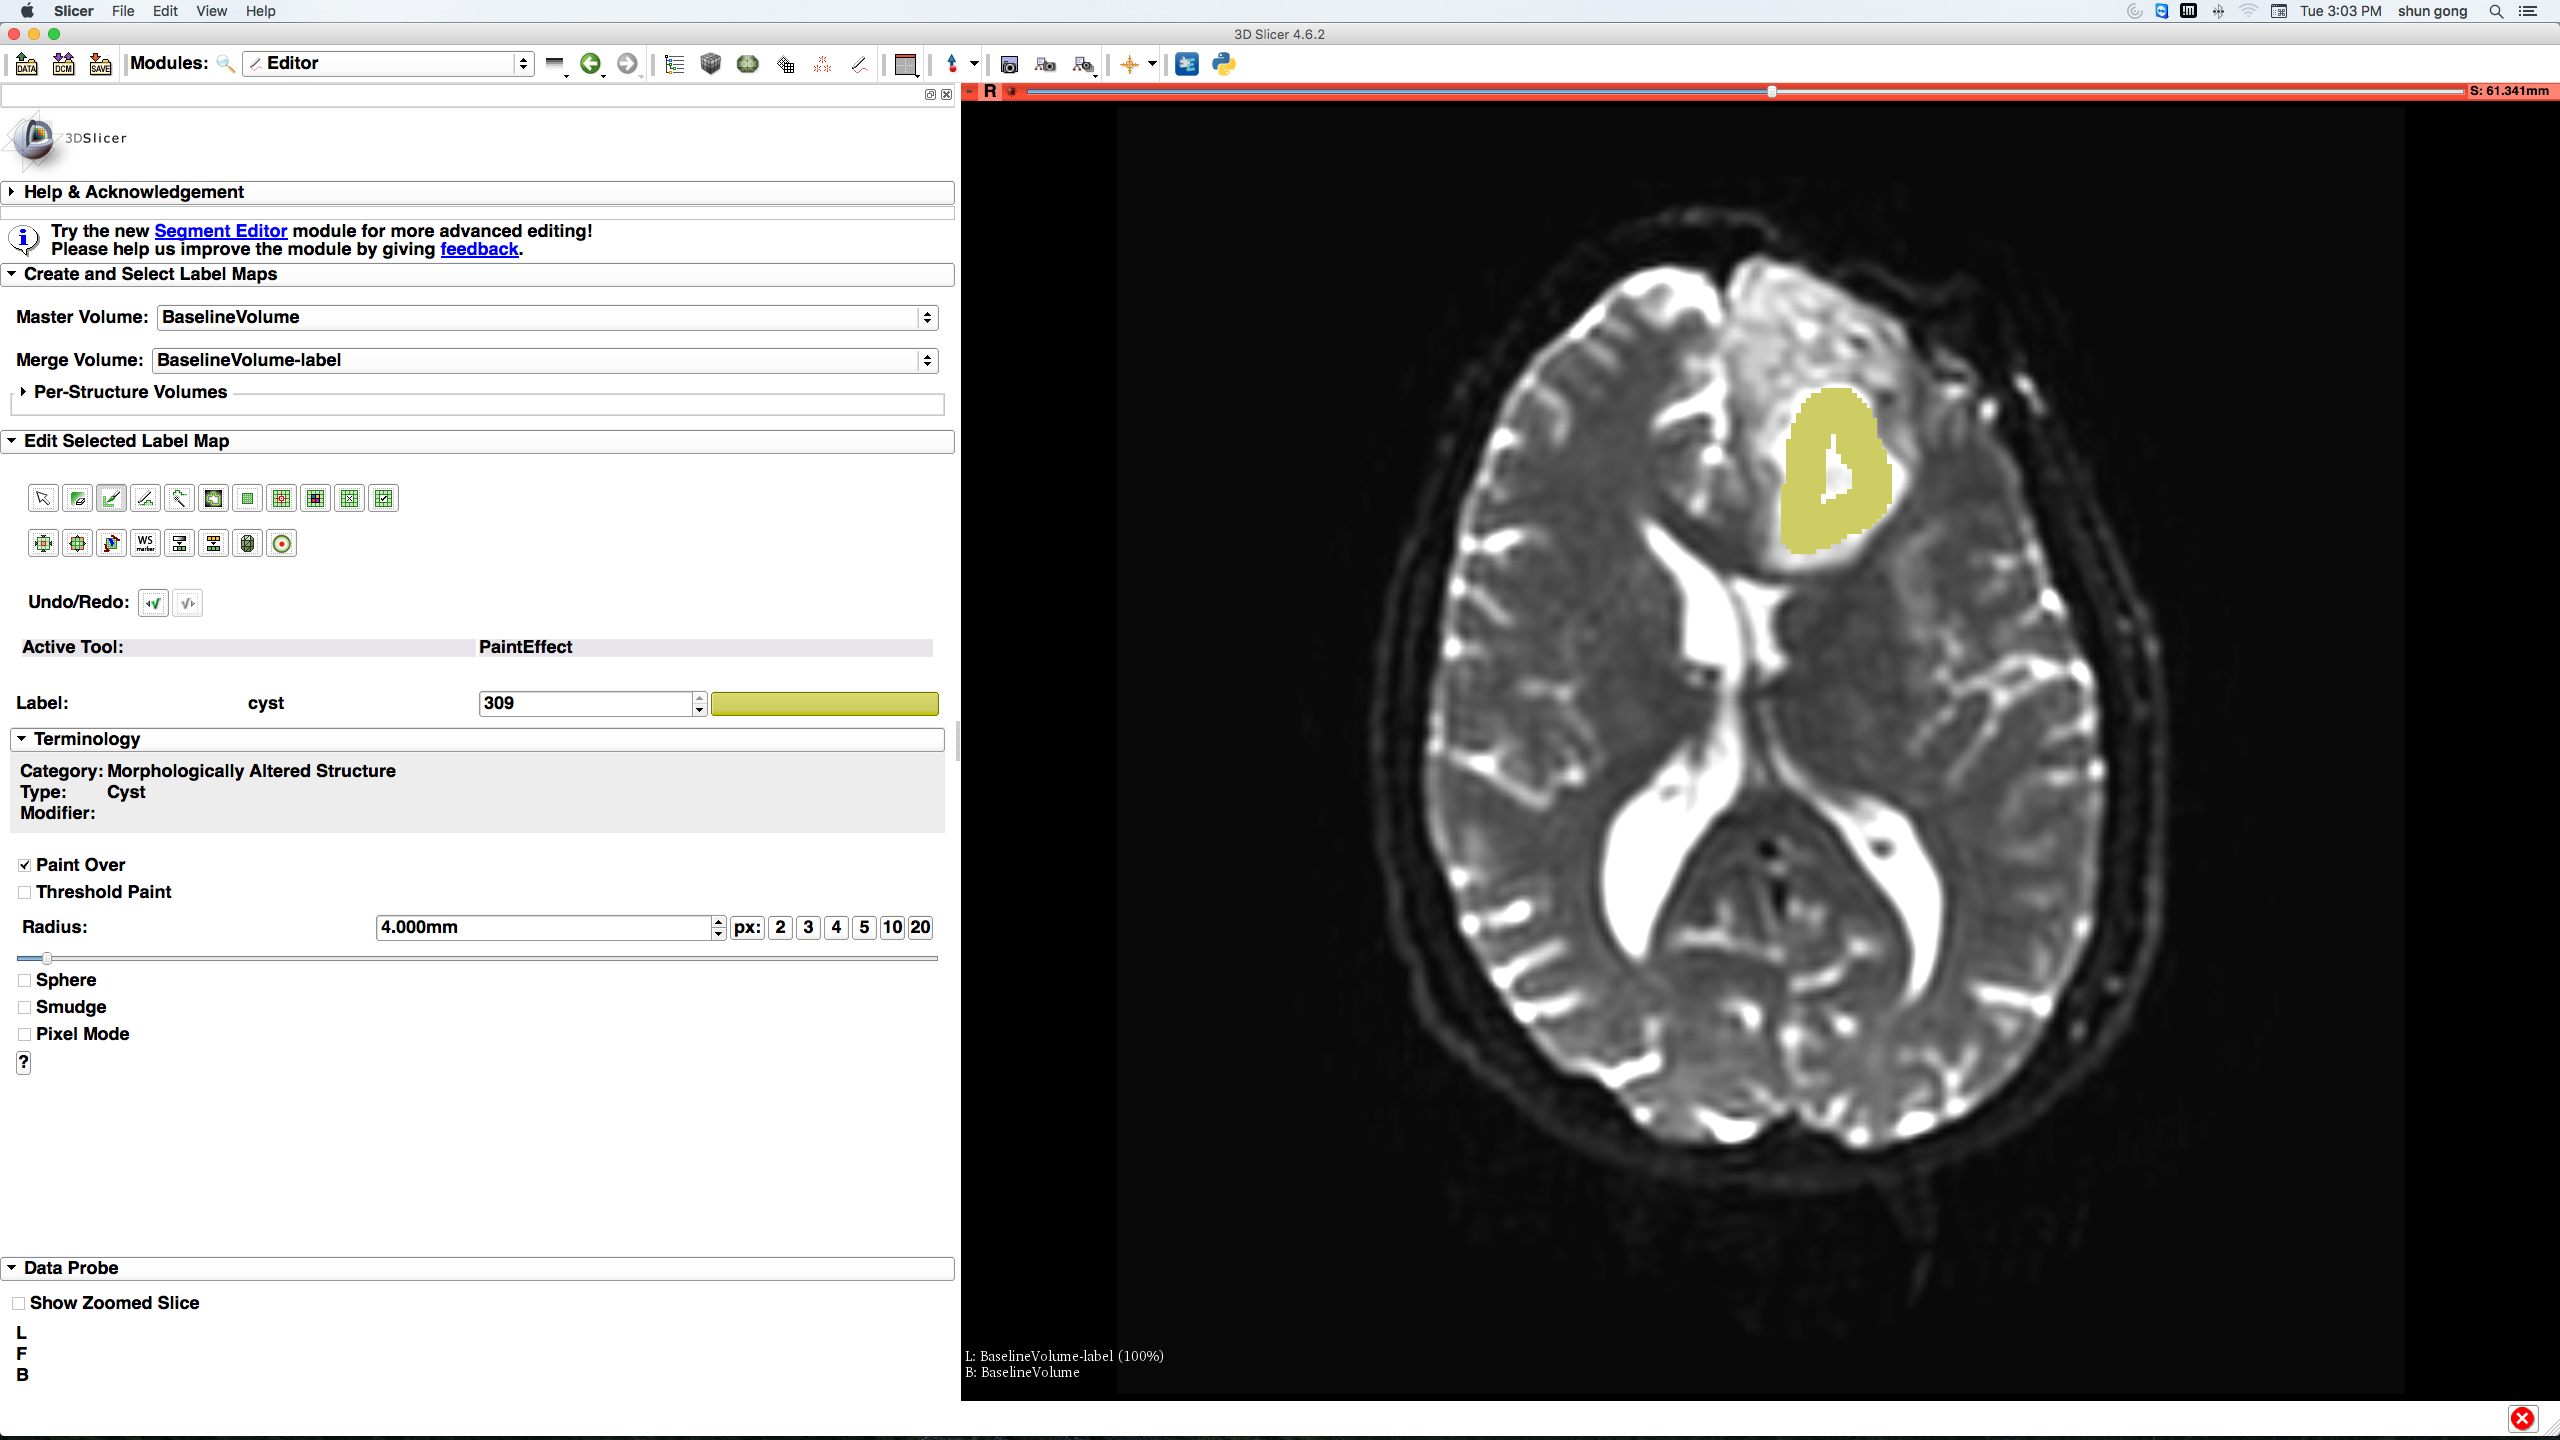 Slicer File Edit View Help Tue 3:03 PM shun gong
3D Slicer 4.6.2
DATA DCM SAVE Modules: Editor
R S: 61.341mm
3DSlicer
Help & Acknowledgement
Try the new Segment Editor module for more advanced editing!
Please help us improve the module by giving feedback.
Create and Select Label Maps
Master Volume: BaselineVolume
Merge Volume: BaselineVolume-label
Per-Structure Volumes
Edit Selected Label Map
WS
marker
Undo/Redo:
Active Tool: PaintEffect
Label: cyst 309
Terminology
Category: Morphologically Altered Structure
Type: Cyst
Modifier:
Paint Over
Threshold Paint
Radius: 4.000mm px: 2 3 4 5 10 20
Sphere
Smudge
Pixel Mode
?
Data Probe
Show Zoomed Slice
L
F
B
L: BaselineVolume-label (100%)
B: BaselineVolume